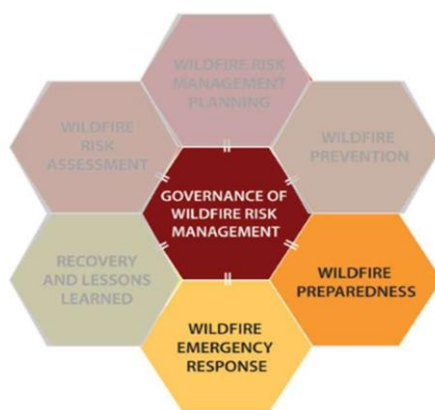 WILDFIRE RISK
MANAGEMENT
PLANNING
WILDFIRE
RISK
ASSESSMENT
WILDFIRE
PREVENTION
GOVERNANCE OF
WILDFIRE RISK
MANAGEMENT
RECOVERY
AND LESSONS
LEARNED
WILDFIRE
PREPAREDNESS
WILDFIRE
EMERGENCY
RESPONSE